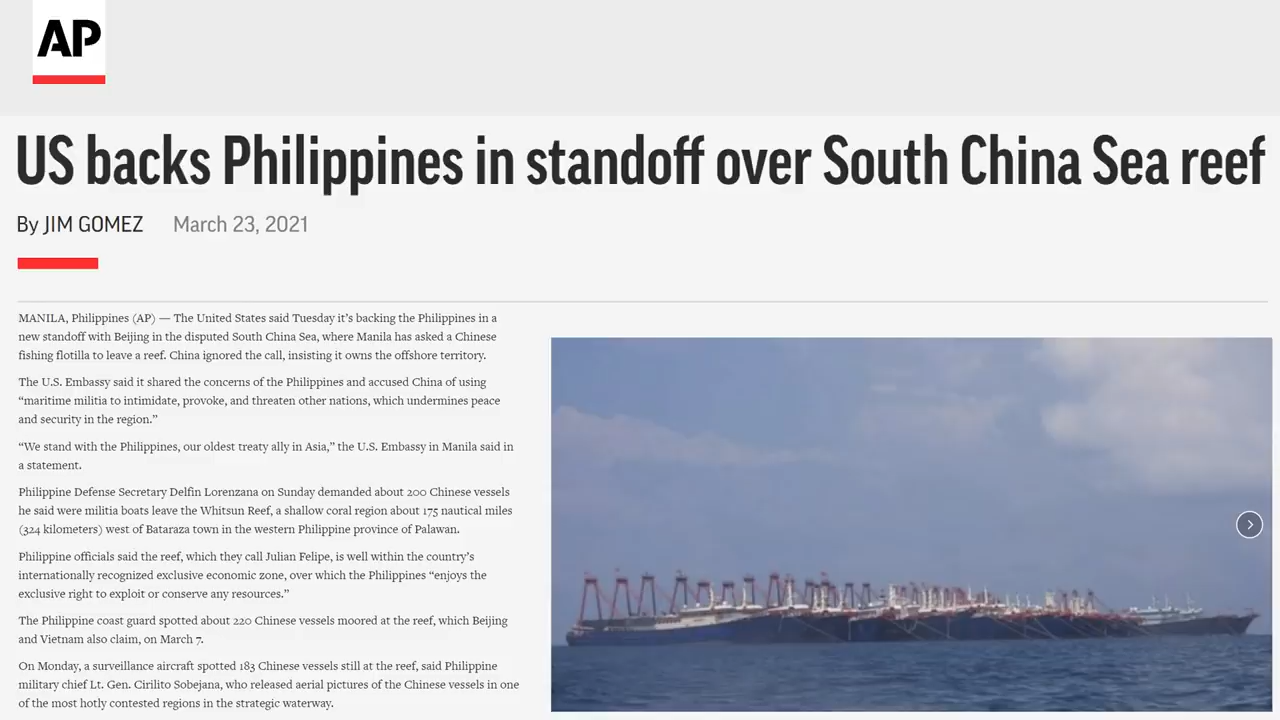 AP
US backs Philippines in standoff over South China Sea reef
By JIM GOMEZ March 23, 2021
MANILA, Philippines (AP) — The United States said Tuesday it’s backing the Philippines in a
new standoff with Beijing in the disputed South China Sea, where Manila has asked a Chinese
fishing flotilla to leave a reef. China ignored the call, insisting it owns the offshore territory.
The U.S. Embassy said it shared the concerns of the Philippines and accused China of using
“maritime militia to intimidate, provoke, and threaten other nations, which undermines peace
and security in the region.”
“We stand with the Philippines, our oldest treaty ally in Asia,” the U.S. Embassy in Manila said in
a statement.
Philippine Defense Secretary Delfin Lorenzana on Sunday demanded about 200 Chinese vessels
he said were militia boats leave the Whitsun Reef, a shallow coral region about 175 nautical miles
(324 kilometers) west of Bataraza town in the western Philippine province of Palawan.
Philippine officials said the reef, which they call Julian Felipe, is well within the country’s
internationally recognized exclusive economic zone, over which the Philippines “enjoys the
exclusive right to exploit or conserve any resources.”
The Philippine coast guard spotted about 220 Chinese vessels moored at the reef, which Beijing
and Vietnam also claim, on March 7.
On Monday, a surveillance aircraft spotted 183 Chinese vessels still at the reef, said Philippine
military chief Lt. Gen. Cirilito Sobejana, who released aerial pictures of the Chinese vessels in one
of the most hotly contested regions in the strategic waterway.